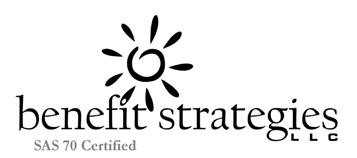 benefit strategies
LLC
SAS 70 Certified